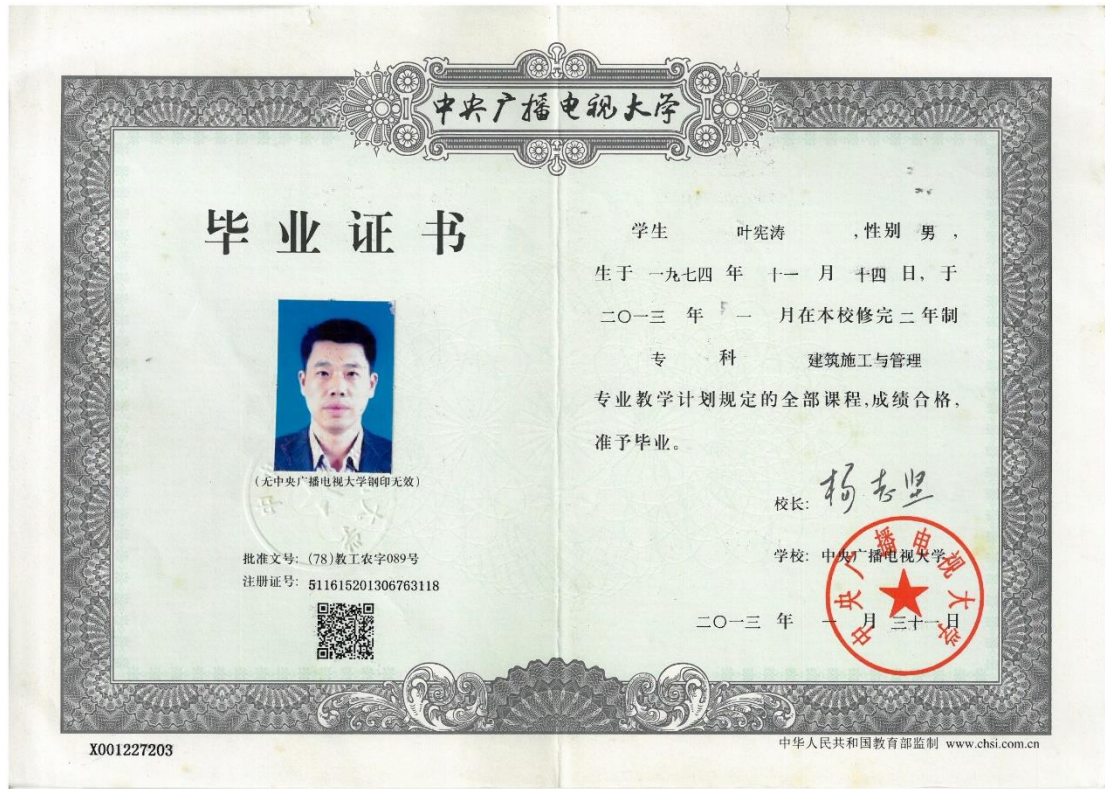 中央广播电视大学
毕业证书
(无中央广播电视大学钢印无效)
批准文号: (78)教工农字089号
注册证号: 511615201306763118
X001227203
学生 叶宪涛 ,性别 男 ,
生于 一九七四 年 十一 月 十四 日, 于
二〇一三 年 一 月在本校修完 二 年制
专 科 建筑施工与管理
专业教学计划规定的全部课程,成绩合格,
准予毕业。
校长: 杨志坚
学校: 中央广播电视大学
中央广播电视大学
二〇一三 年 一 月 三十一日
中华人民共和国教育部监制 www.chsi.com.cn